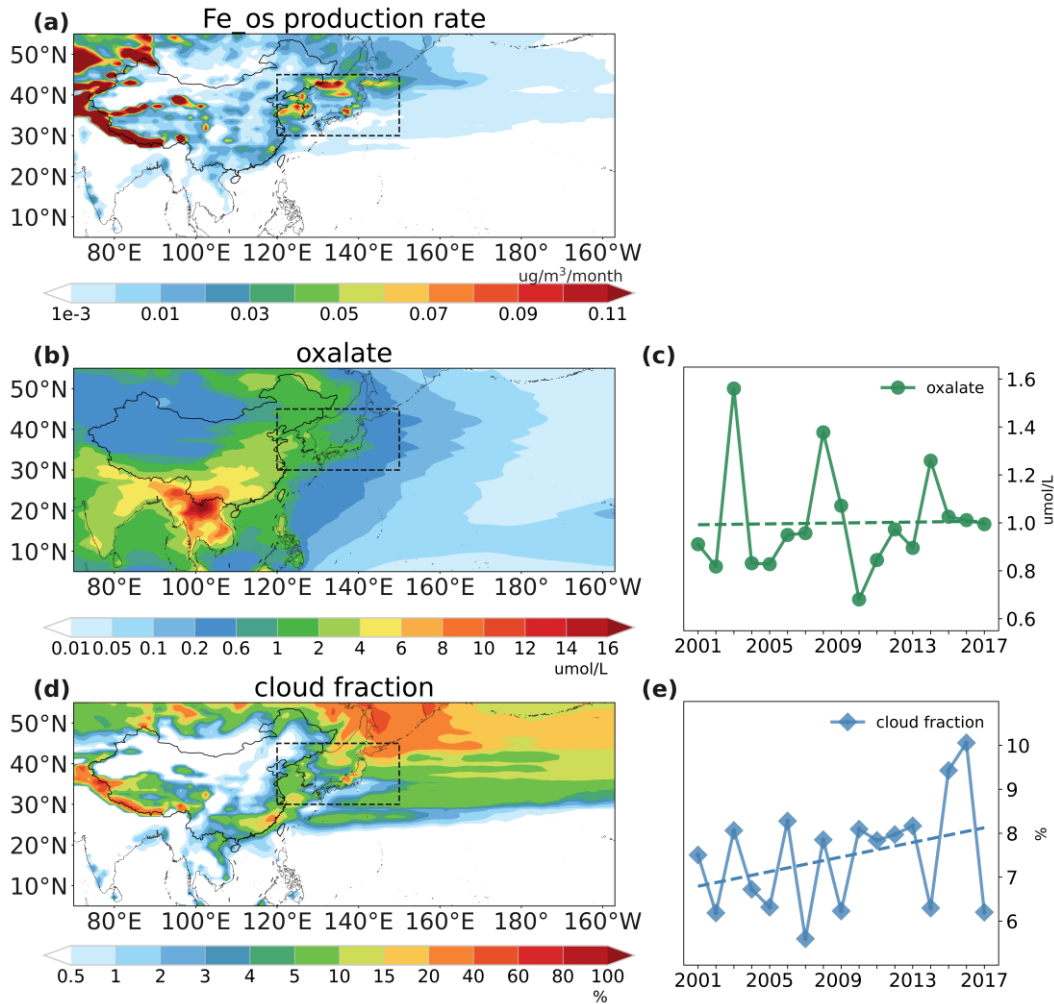 (a) Fe_os production rate
50°N
40°N
30°N
20°N
10°N
80°E 100°E 120°E 140°E 160°E 180° 160°W
ug/m³/month
1e-3 0.01 0.03 0.05 0.07 0.09 0.11
(b) oxalate
50°N
40°N
30°N
20°N
10°N
80°E 100°E 120°E 140°E 160°E 180° 160°W
0.01 0.05 0.1 0.2 0.6 1 2 4 6 8 10 12 14 16
umol/L
(c)
oxalate
1.6
1.4
1.2
1.0
0.8
0.6
umol/L
2001 2005 2009 2013 2017
(d) cloud fraction
50°N
40°N
30°N
20°N
10°N
80°E 100°E 120°E 140°E 160°E 180° 160°W
0.5 1 2 3 4 5 10 15 20 40 60 80 100
%
(e)
cloud fraction
10
9
8
7
6
%
2001 2005 2009 2013 2017